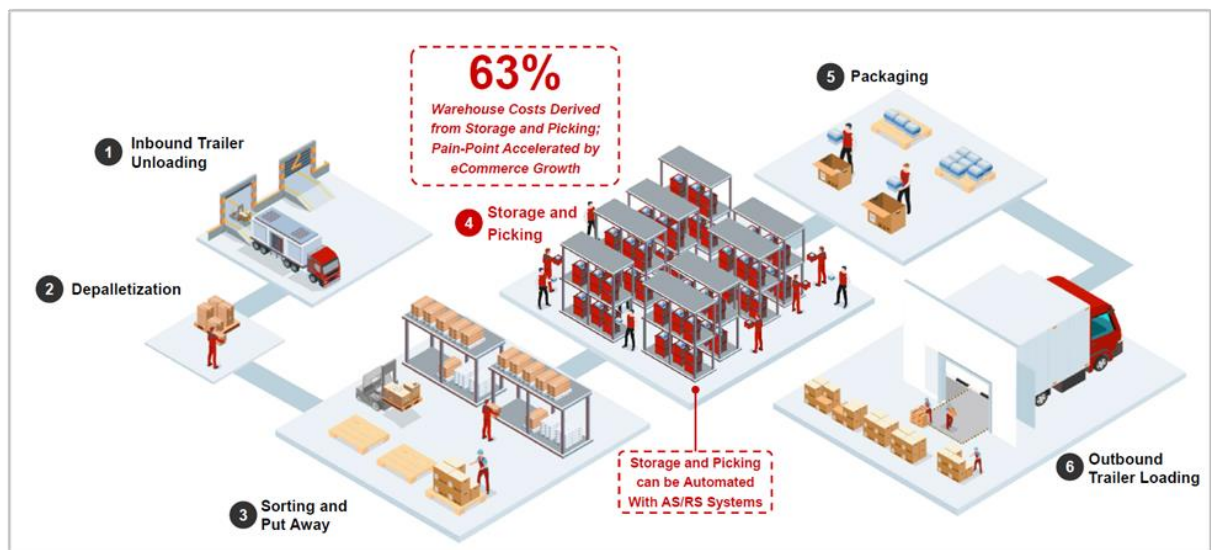 1
Inbound Trailer
Unloading
2
Depalletization
3
Sorting and
Put Away
63%
Warehouse Costs Derived
from Storage and Picking;
Pain-Point Accelerated by
eCommerce Growth
4
Storage and
Picking
Storage and Picking
can be Automated
With AS/RS Systems
5
Packaging
6
Outbound
Trailer Loading
2